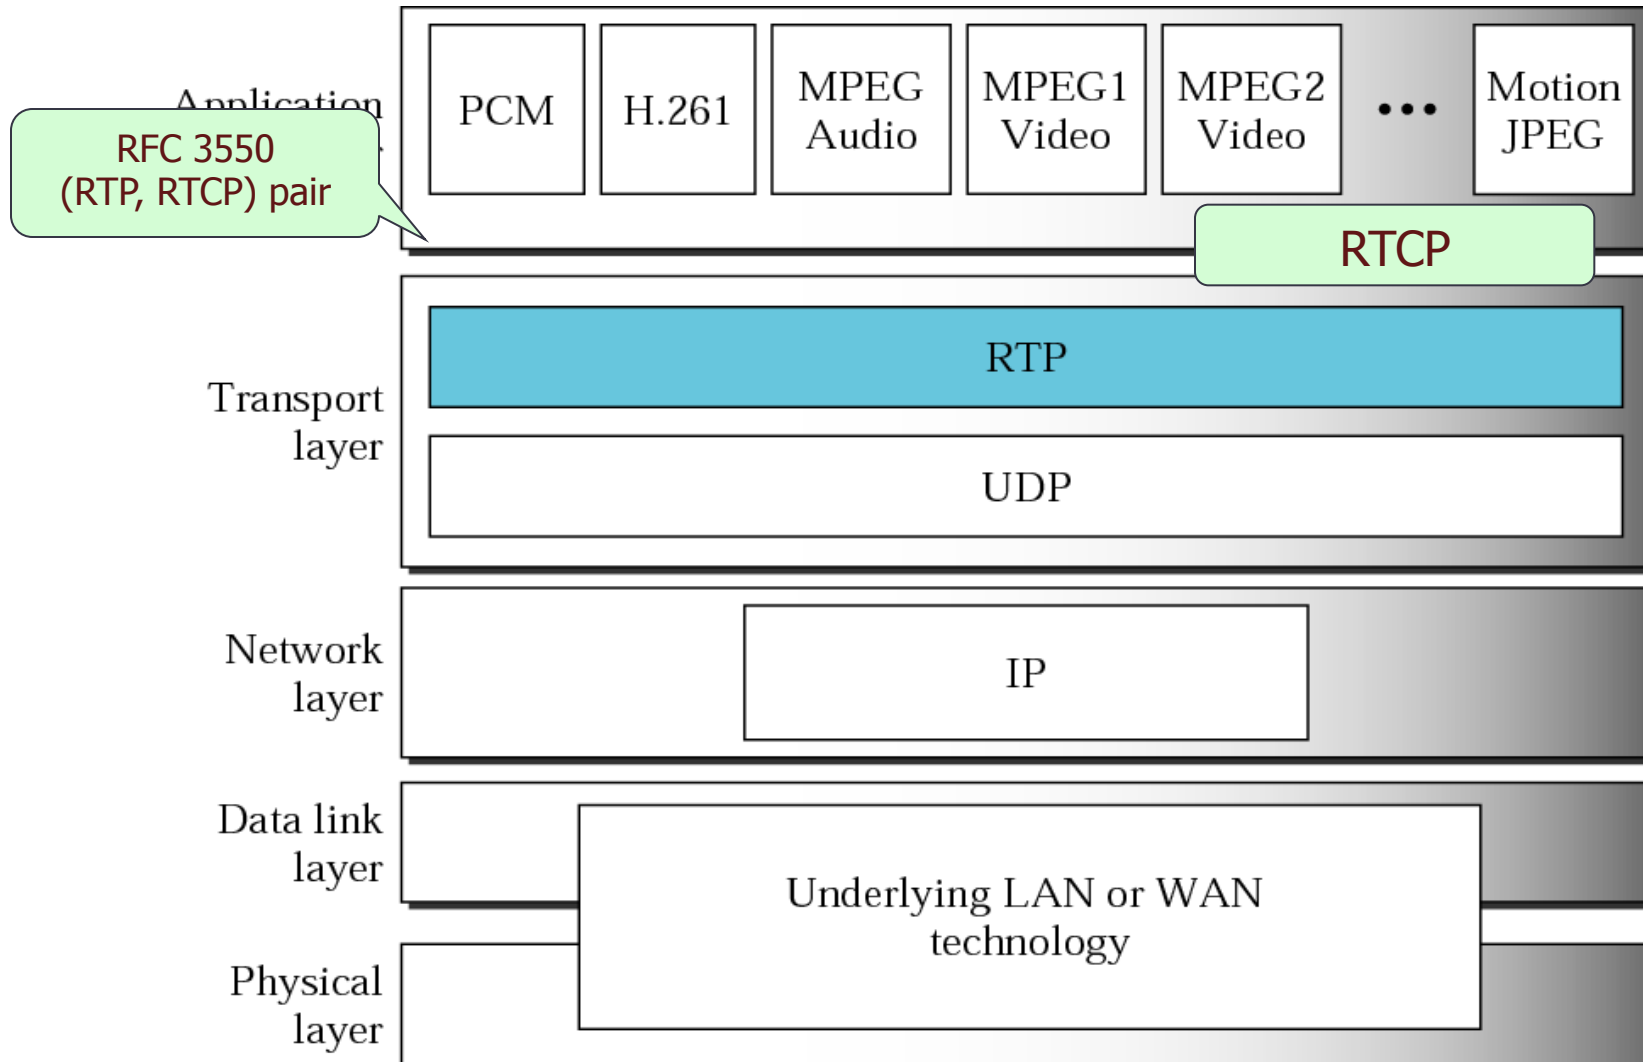 Application
RFC 3550
(RTP, RTCP) pair
PCM
H.261
MPEG
Audio
MPEG1
Video
MPEG2
Video
•••
Motion
JPEG
RTCP
Transport
layer
RTP
UDP
Network
layer
IP
Data link
layer
Underlying LAN or WAN
technology
Physical
layer